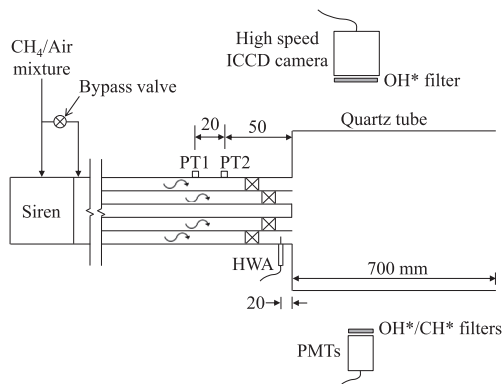 CH₄/Air
mixture
Bypass valve
High speed
ICCD camera
OH* filter
20
50
Quartz tube
PT1
PT2
Siren
HWA
700 mm
20
OH*/CH* filters
PMTs